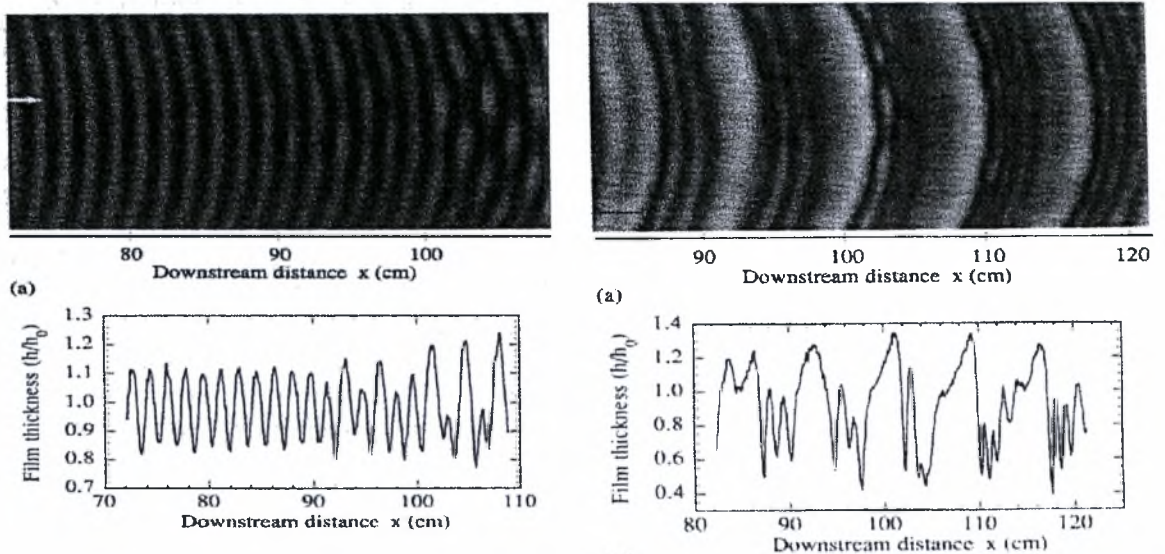 80 90 100
Downstream distance x (cm)
(a)
Film thickness (h/h0)
1.3
1.2
1.1
1.0
0.9
0.8
0.7
70 80 90 100 110
Downstream distance x (cm)
90 100 110 120
Downstream distance x (cm)
(a)
Film thickness (h/h0)
1.4
1.2
1.0
0.8
0.6
0.4
80 90 100 110 120
Downstream distance x (cm)